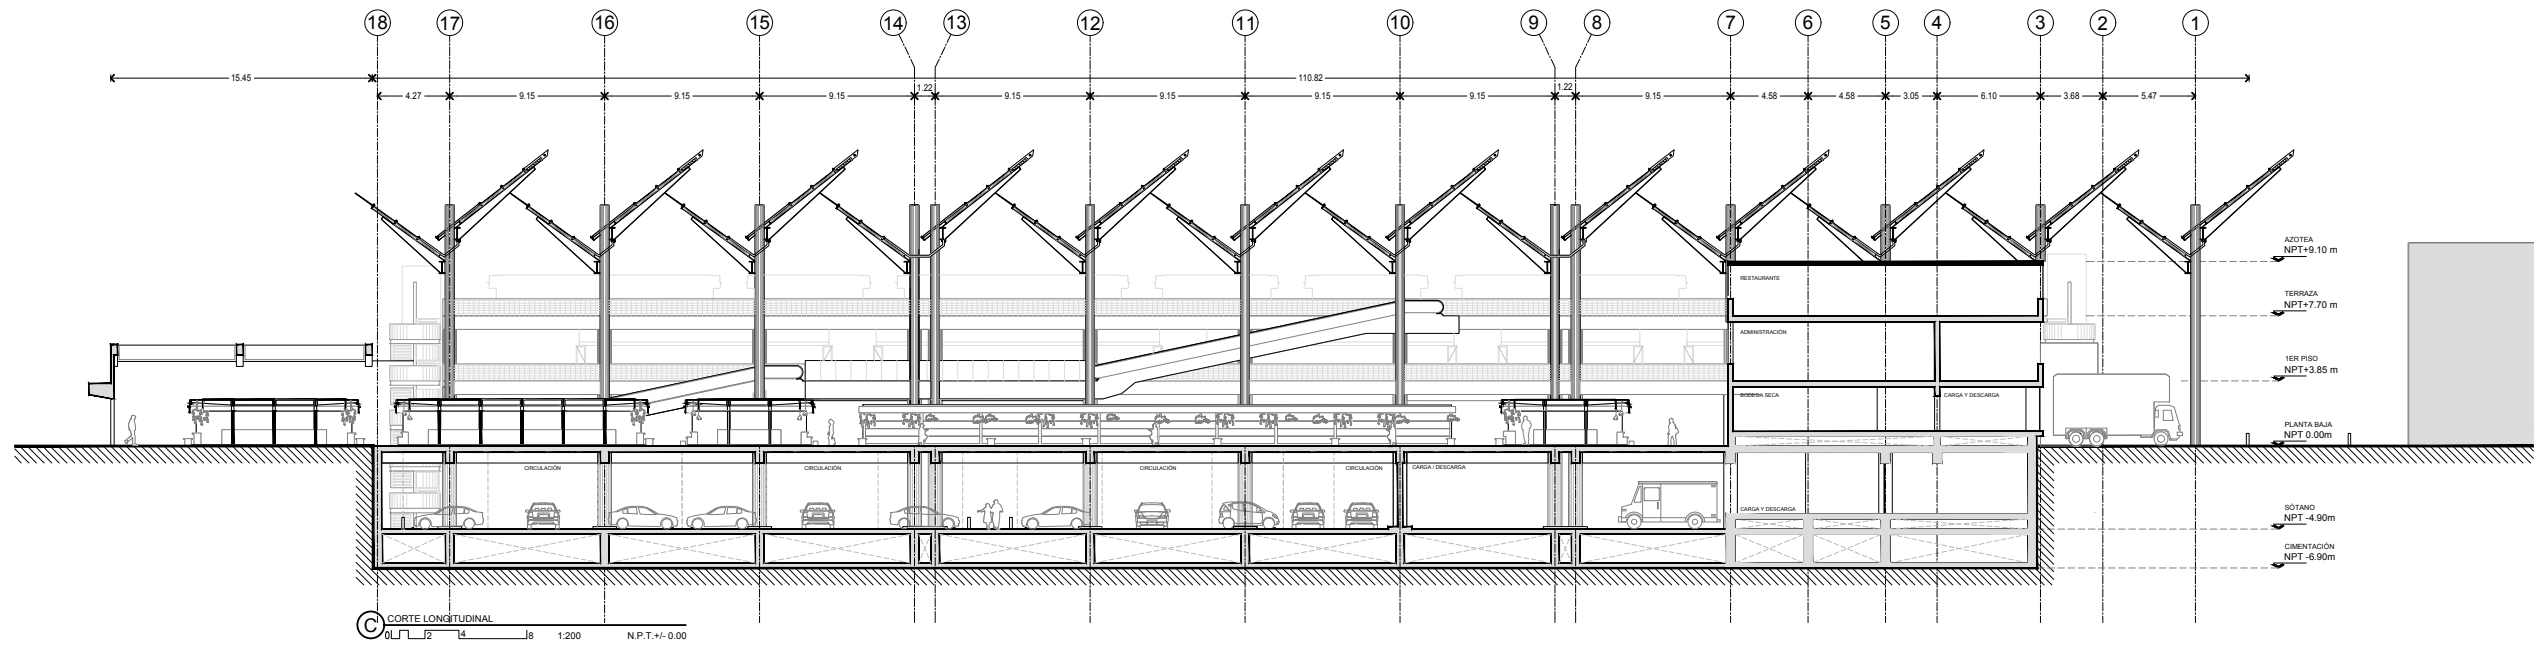 18 17 16 15 14 13 12 11 10 9 8 7 6 5 4 3 2 1
15.45 110.82
4.27 9.15 9.15 9.15 1.22 9.15 9.15 9.15 9.15 1.22 9.15 4.58 4.58 3.05 6.10 3.68 5.47
AZOTEA
NPT+9.10 m
RESTAURANTE
TERRAZA
NPT+7.70 m
ADMINISTRACIÓN
1ER PISO
NPT+3.85 m
BODEGA SECA CARGA Y DESCARGA
PLANTA BAJA
NPT 0.00m
CIRCULACIÓN CIRCULACIÓN CIRCULACIÓN CIRCULACIÓN CARGA / DESCARGA
CARGA Y DESCARGA
SÓTANO
NPT -4.90m
CIMENTACIÓN
NPT -6.90m
C CORTE LONGITUDINAL
0 2 4 8 1:200 N.P.T.+/- 0.00